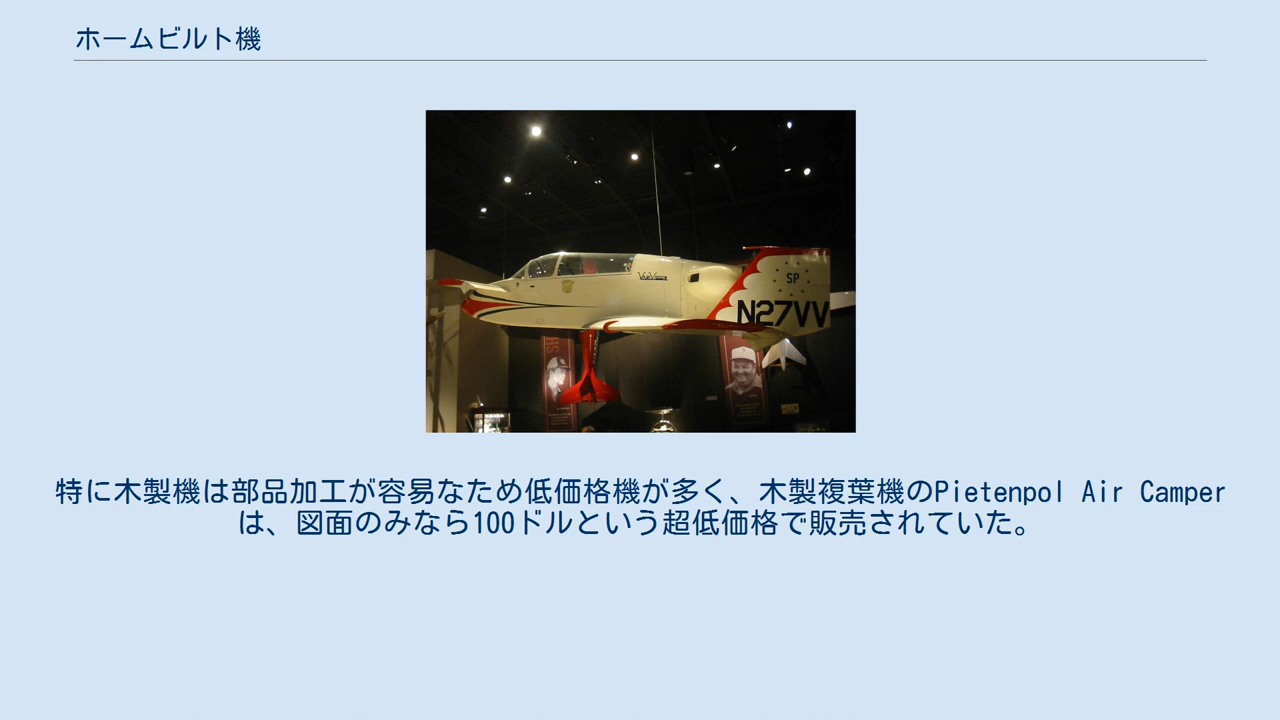 ホームビルト機
VariViggen
SP
N27VV
SH
特に木製機は部品加工が容易なため低価格機が多く、木製複葉機のPietenpol Air Camper
は、図面のみなら100ドルという超低価格で販売されていた。